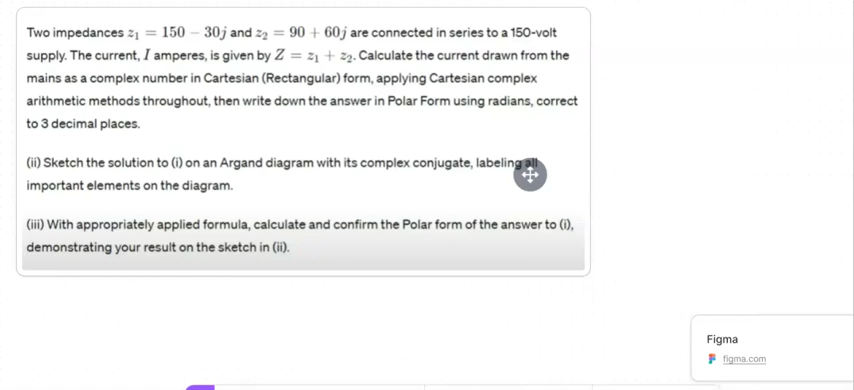 Two impedances z₁ = 150 − 30j and z₂ = 90 + 60j are connected in series to a 150-volt
supply. The current, I amperes, is given by Z = z₁ + z₂. Calculate the current drawn from the
mains as a complex number in Cartesian (Rectangular) form, applying Cartesian complex
arithmetic methods throughout, then write down the answer in Polar Form using radians, correct
to 3 decimal places.
(ii) Sketch the solution to (i) on an Argand diagram with its complex conjugate, labeling all
important elements on the diagram.
(iii) With appropriately applied formula, calculate and confirm the Polar form of the answer to (i),
demonstrating your result on the sketch in (ii).
Figma
figma.com